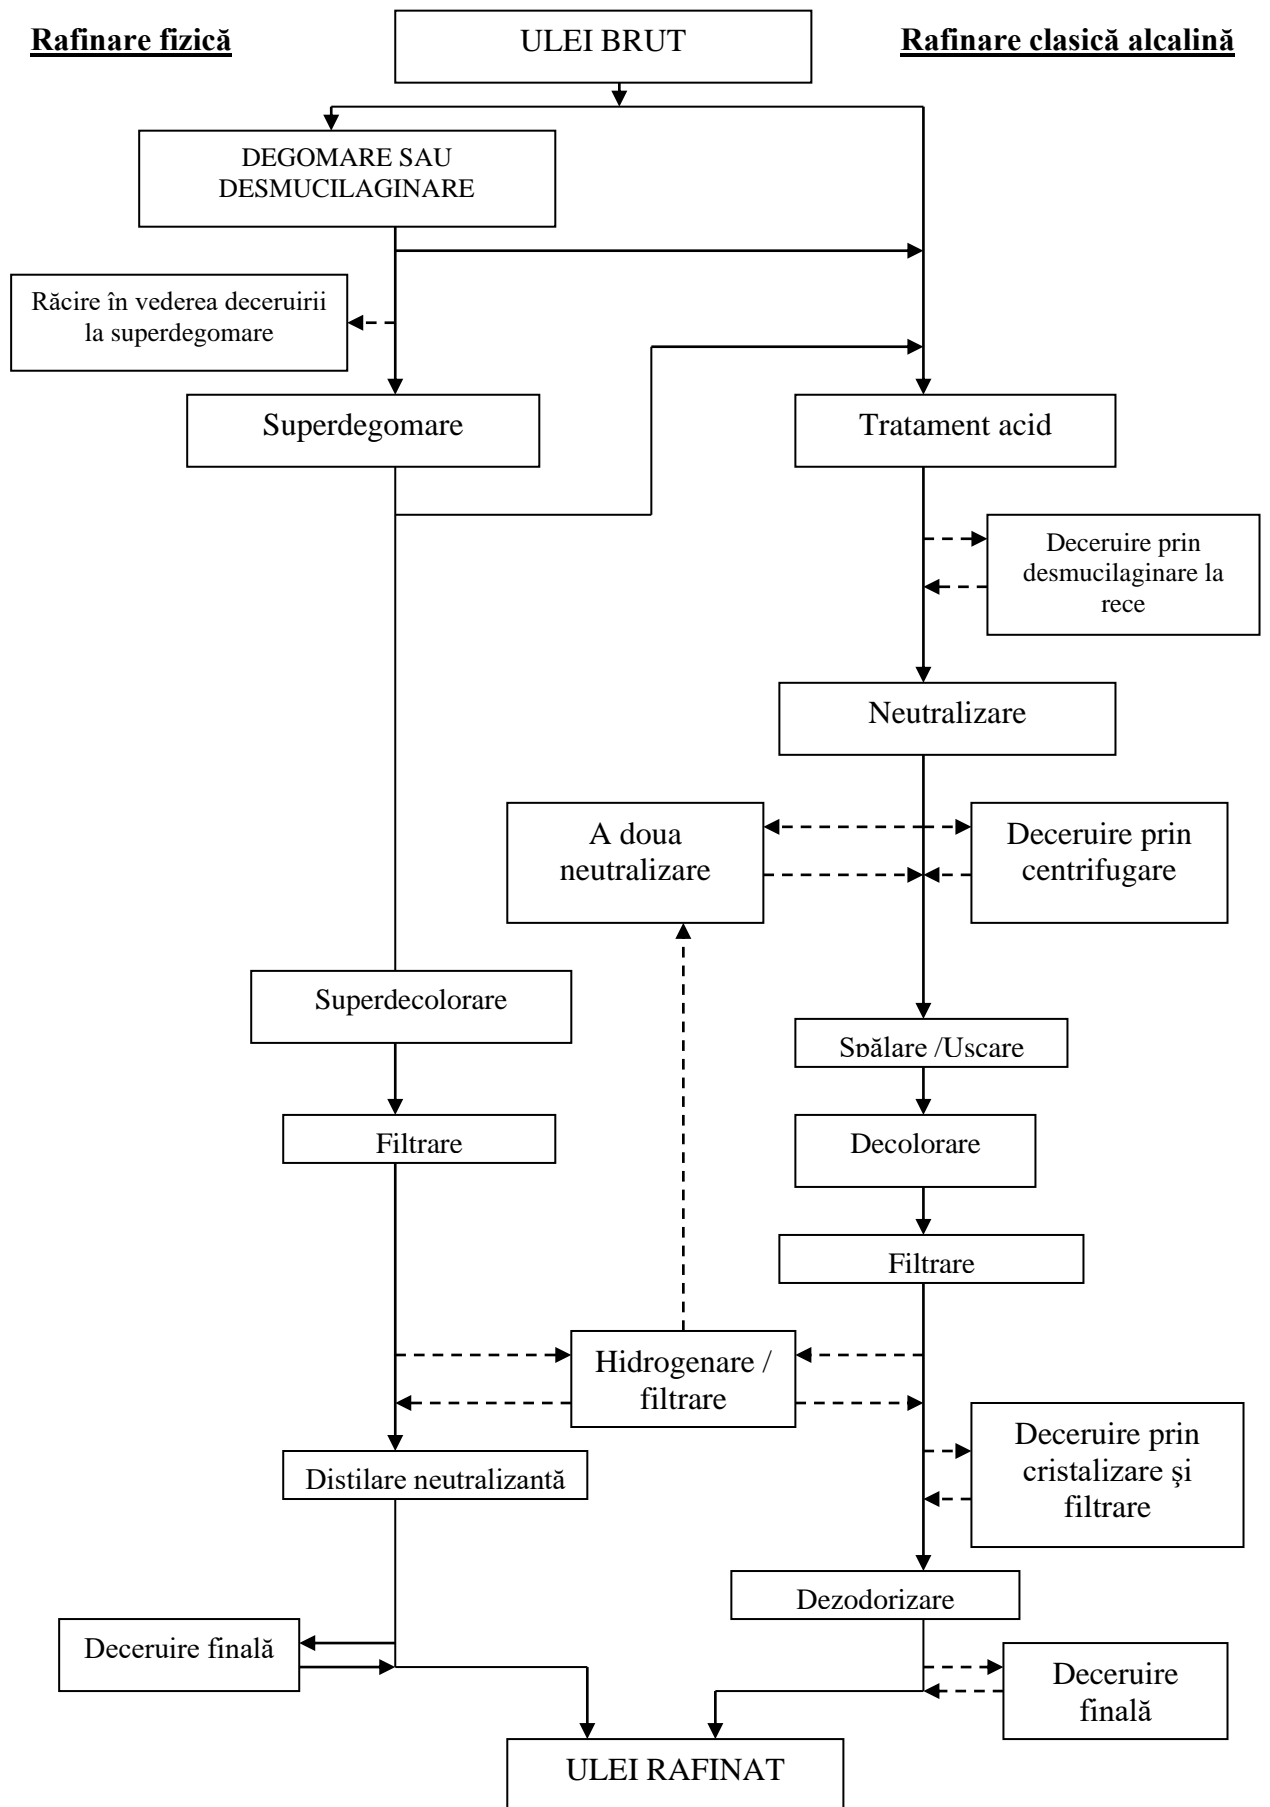 Rafinare fizică
ULEI BRUT
Rafinare clasică alcalină
DEGOMARE SAU
DESMUCILAGINARE
Răcire în vederea deceruirii
la superdegomare
Superdegomare
Tratament acid
Deceruire prin
desmucilaginare la
rece
Neutralizare
A doua
neutralizare
Deceruire prin
centrifugare
Superdecolorare
Spălare /Uscare
Filtrare
Decolorare
Filtrare
Hidrogenare /
filtrare
Deceruire prin
cristalizare şi
filtrare
Distilare neutralizantă
Dezodorizare
Deceruire finală
Deceruire
finală
ULEI RAFINAT